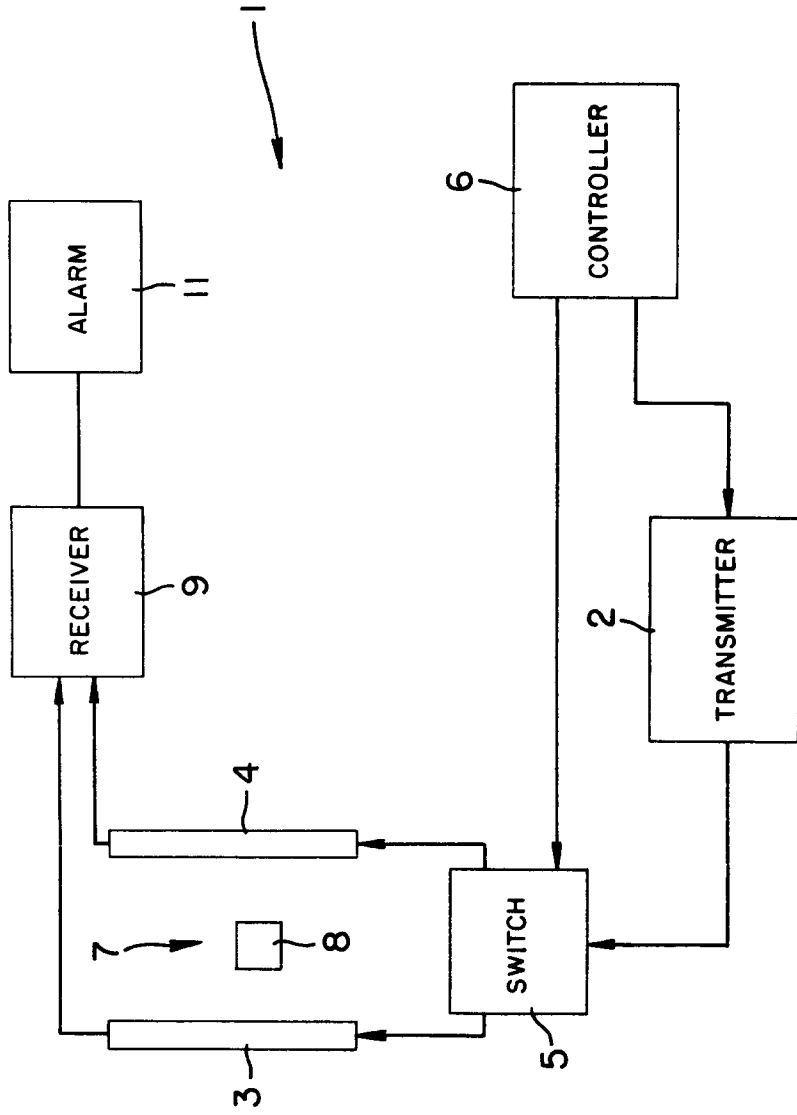 RECEIVER
ALARM
7
9
11
3
4
1
8
6
SWITCH
5
CONTROLLER
2
TRANSMITTER